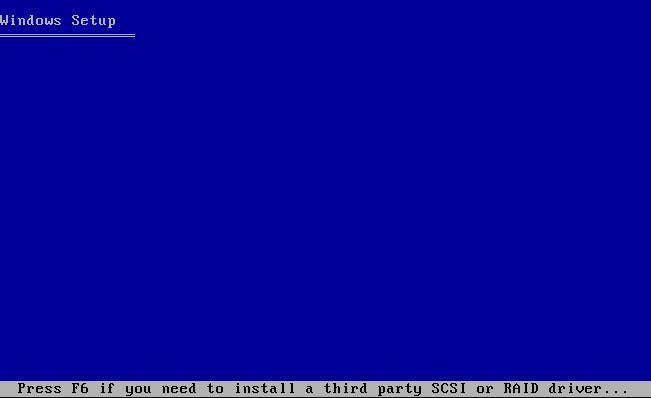 Windows Setup
Press F6 if you need to install a third party SCSI or RAID driver...